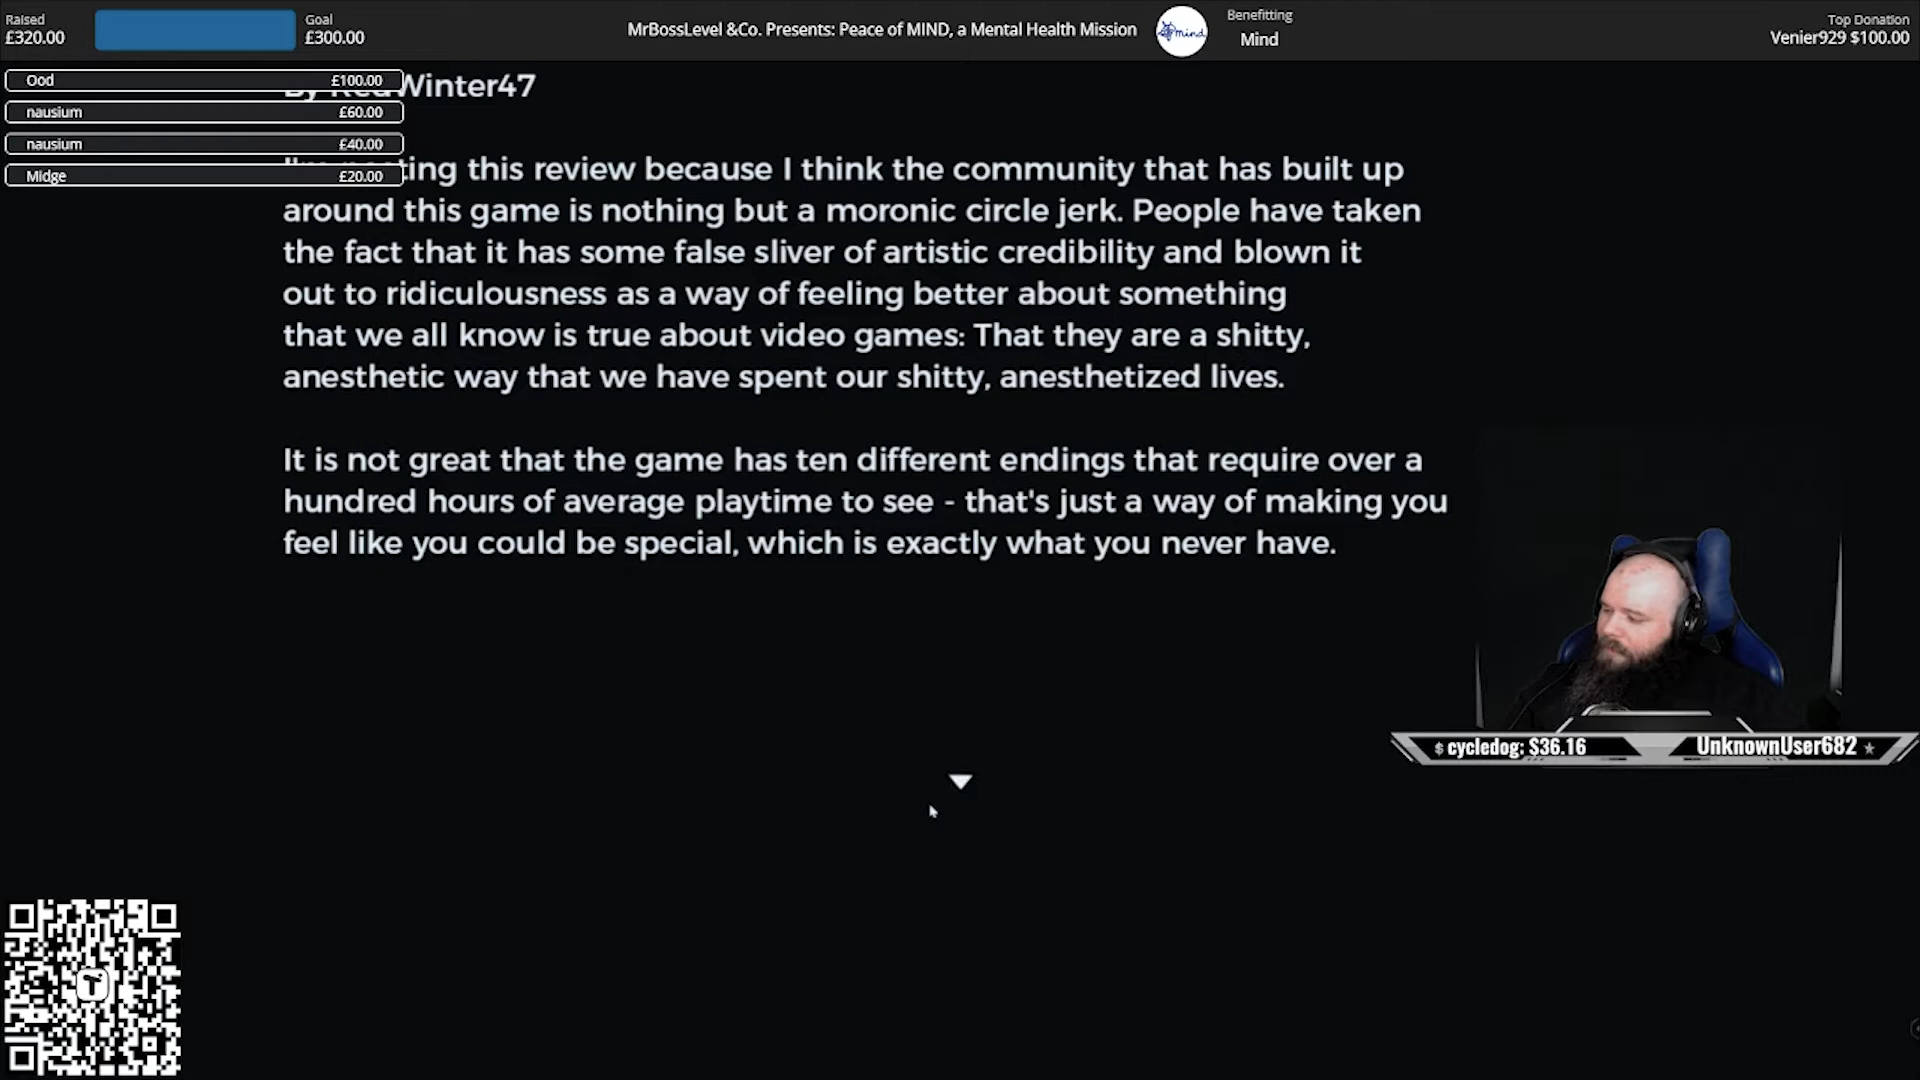 Raised
£320.00
Goal
£300.00
MrBossLevel &Co. Presents: Peace of MIND, a Mental Health Mission
mind
Benefitting
Mind
Top Donation
Venier929 $100.00
Ood £100.00
nausium £60.00
nausium £40.00
Midge £20.00
By RedWinter47
this review because I think the community that has built up
around this game is nothing but a moronic circle jerk. People have taken
the fact that it has some false sliver of artistic credibility and blown it
out to ridiculousness as a way of feeling better about something
that we all know is true about video games: That they are a shitty,
anesthetic way that we have spent our shitty, anesthetized lives.
It is not great that the game has ten different endings that require over a
hundred hours of average playtime to see - that's just a way of making you
feel like you could be special, which is exactly what you never have.
$ cycledog: $36.16
UnknownUser682